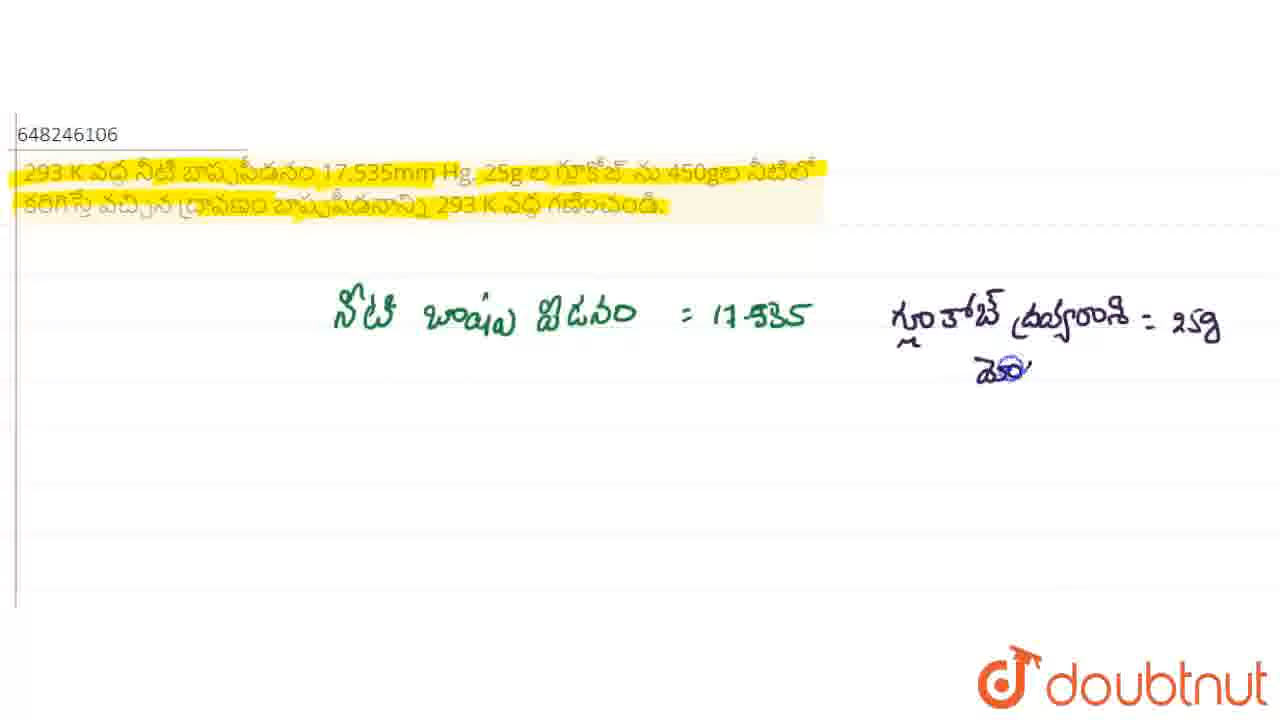 648246106
293 K వద్ద నీటి బాష్పపీడనం 17.535mm Hg. 25g ల గ్లూకోజ్ ను 450gల నీటిలో
కరిగిస్తే వచ్చిన ద్రావణం బాష్పపీడనాన్ని 293 K వద్ద గణించండి.
నీటి బాష్ప పీడనం = 17.535
గ్లూకోజ్ ద్రవ్యరాశి = 25g
doubtnut